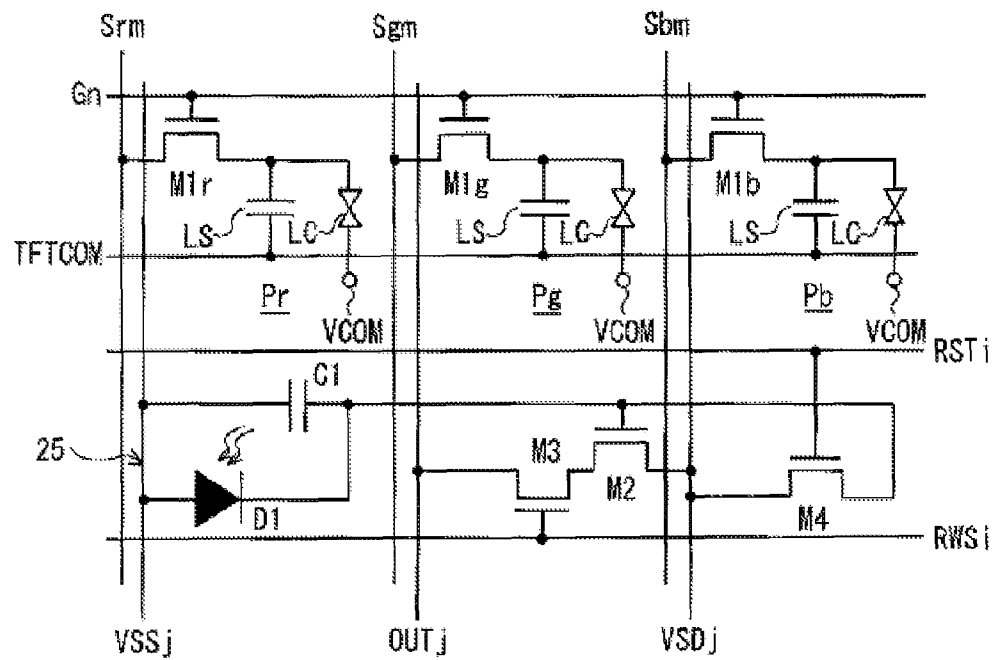 Srm Sgm Sbm
Gn
M1r M1g M1b
LS LC LS LC LS LC
TFTCOM
Pr Pg Pb
VCOM VCOM VCOM
RSTi
C1
25 M3
D1 M2 M4
RWSi
VSSj OUTj VSDj